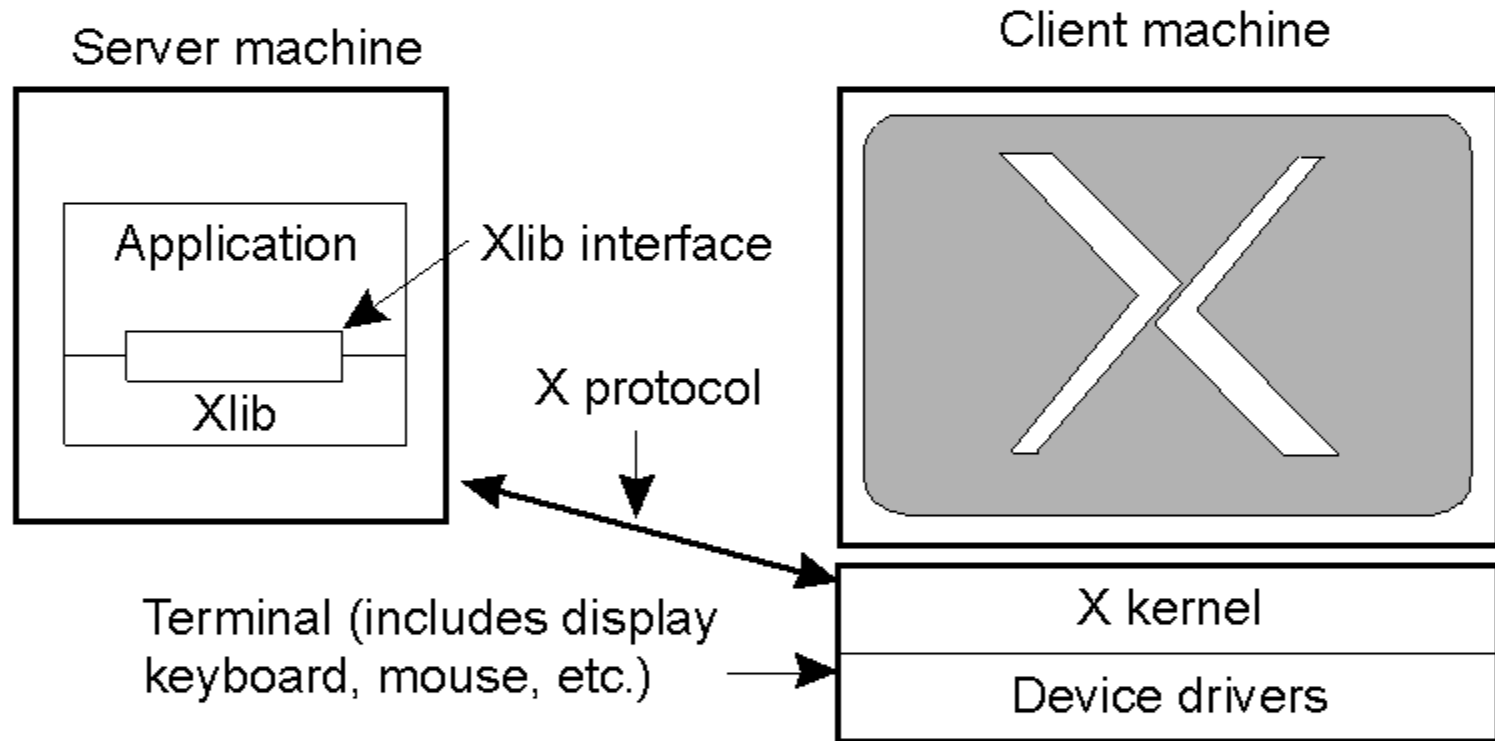 Server machine
Client machine
Application
Xlib interface
Xlib
X protocol
X
Terminal (includes display
keyboard, mouse, etc.)
X kernel
Device drivers